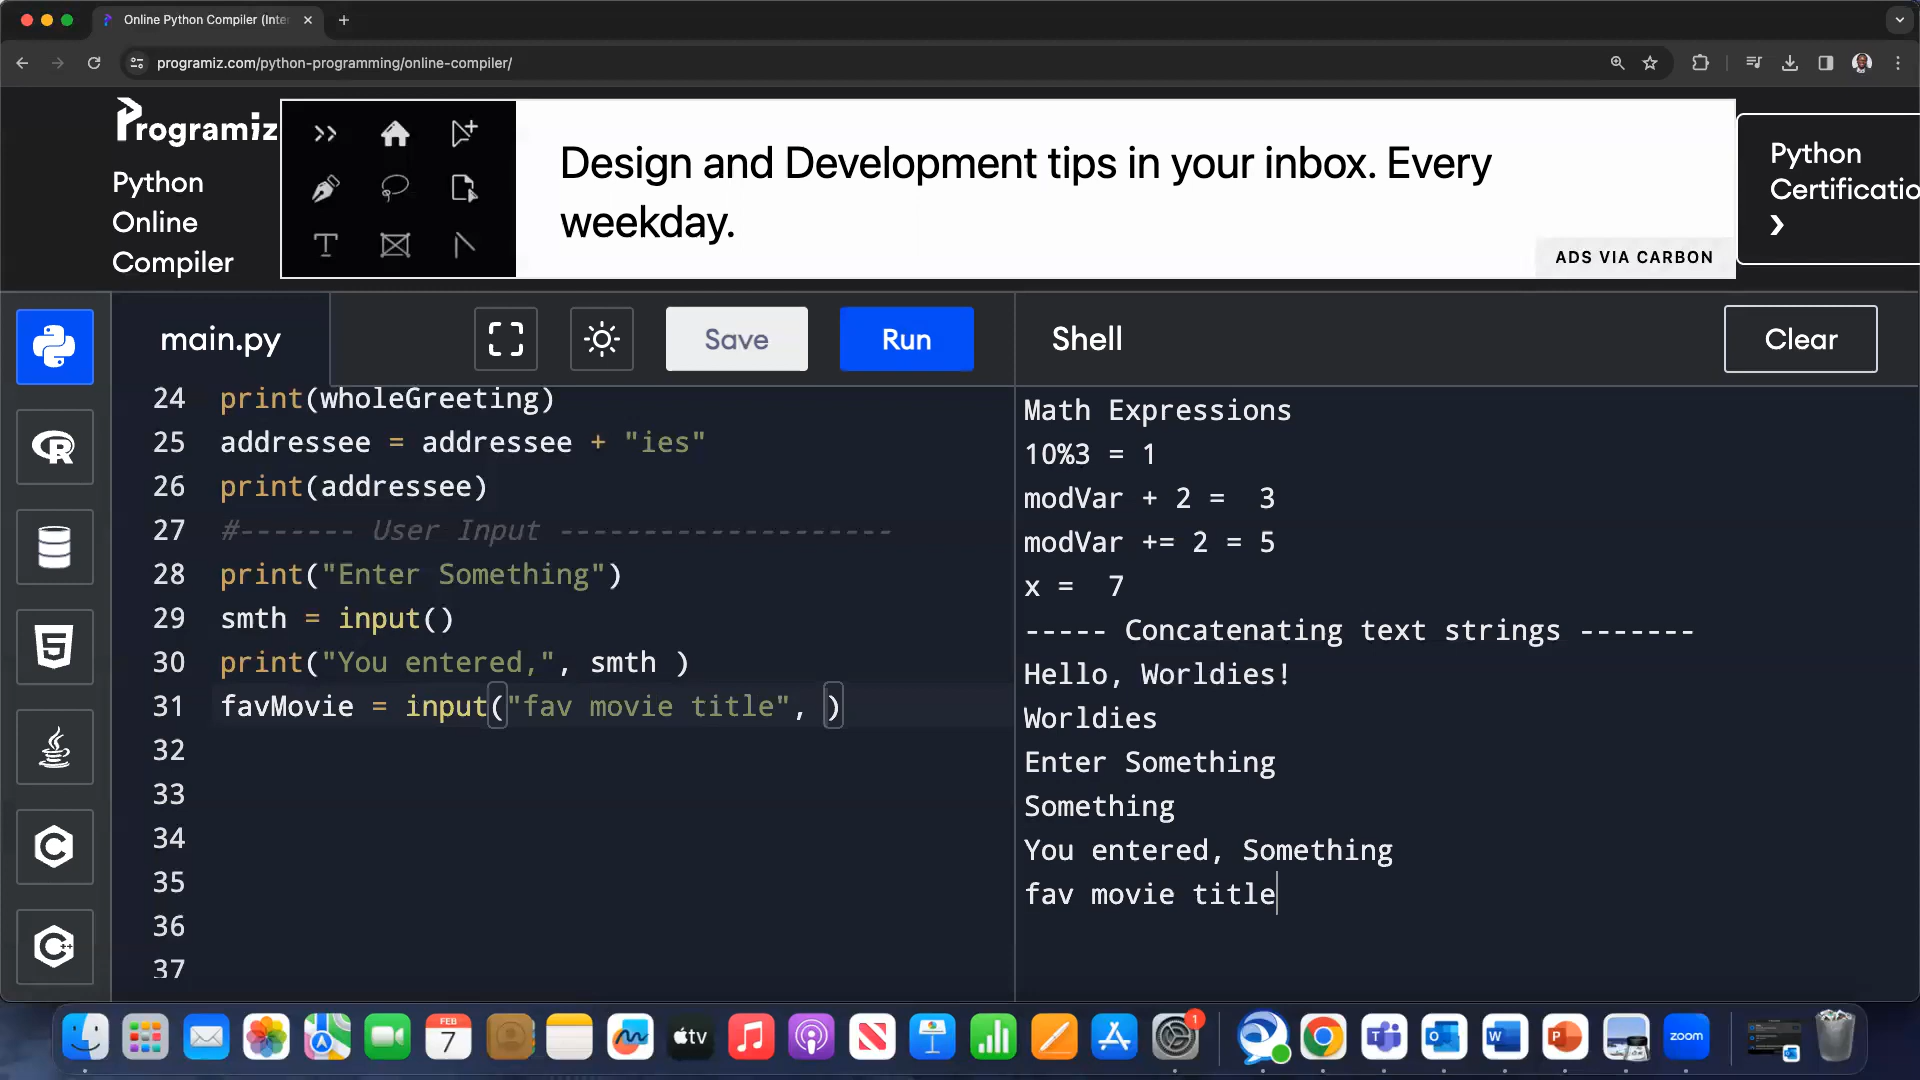 Online Python Compiler (Inte
programiz.com/python-programming/online-compiler/
Programiz
Python
Online
Compiler
Design and Development tips in your inbox. Every
weekday.
ADS VIA CARBON
Python
Certificatio
main.py
Save
Run
Shell
Clear
24 print(wholeGreeting)
25 addressee = addressee + "ies"
26 print(addressee)
27 #------- User Input --------------------
28 print("Enter Something")
29 smth = input()
30 print("You entered,", smth )
31 favMovie = input("fav movie title", )
32
33
34
35
36
37
Math Expressions
10%3 = 1
modVar + 2 =  3
modVar += 2 = 5
x =  7
----- Concatenating text strings -------
Hello, Worldies!
Worldies
Enter Something
Something
You entered, Something
fav movie title
FEB
7
tv
1
zoom